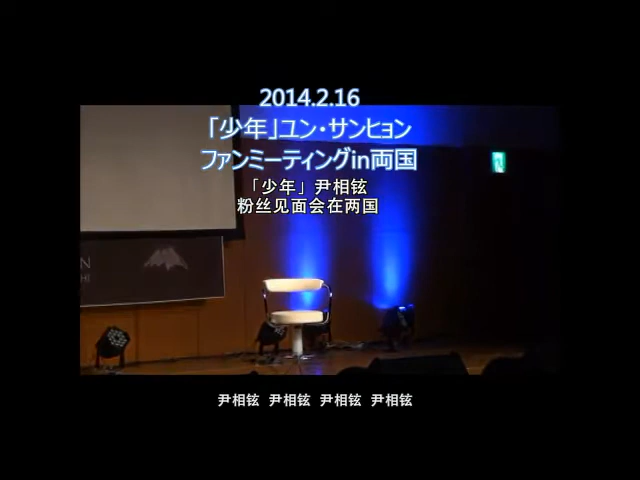 2014.2.16
「少年」ユン・サンヒョン
ファンミーティングin両国
「少年」尹相铉
粉丝见面会在两国
N
HI
尹相铉 尹相铉 尹相铉 尹相铉